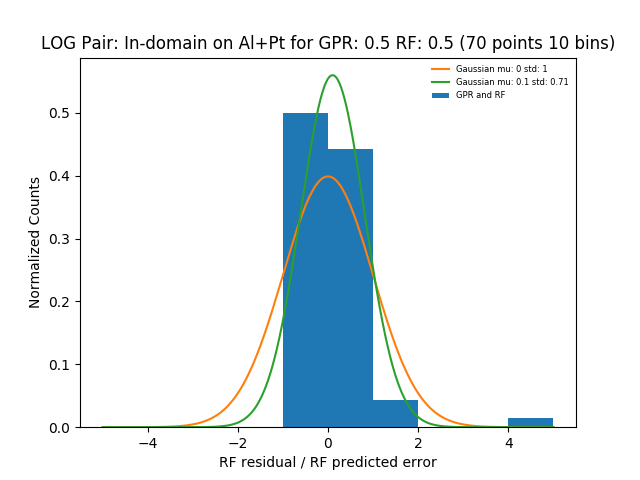 LOG Pair: In-domain on Al+Pt for GPR: 0.5 RF: 0.5 (70 points 10 bins)
Gaussian mu: 0 std: 1
Gaussian mu: 0.1 std: 0.71
GPR and RF
0.5
0.4
0.3
0.2
0.1
0.0
Normalized Counts
−4 −2 0 2 4
RF residual / RF predicted error